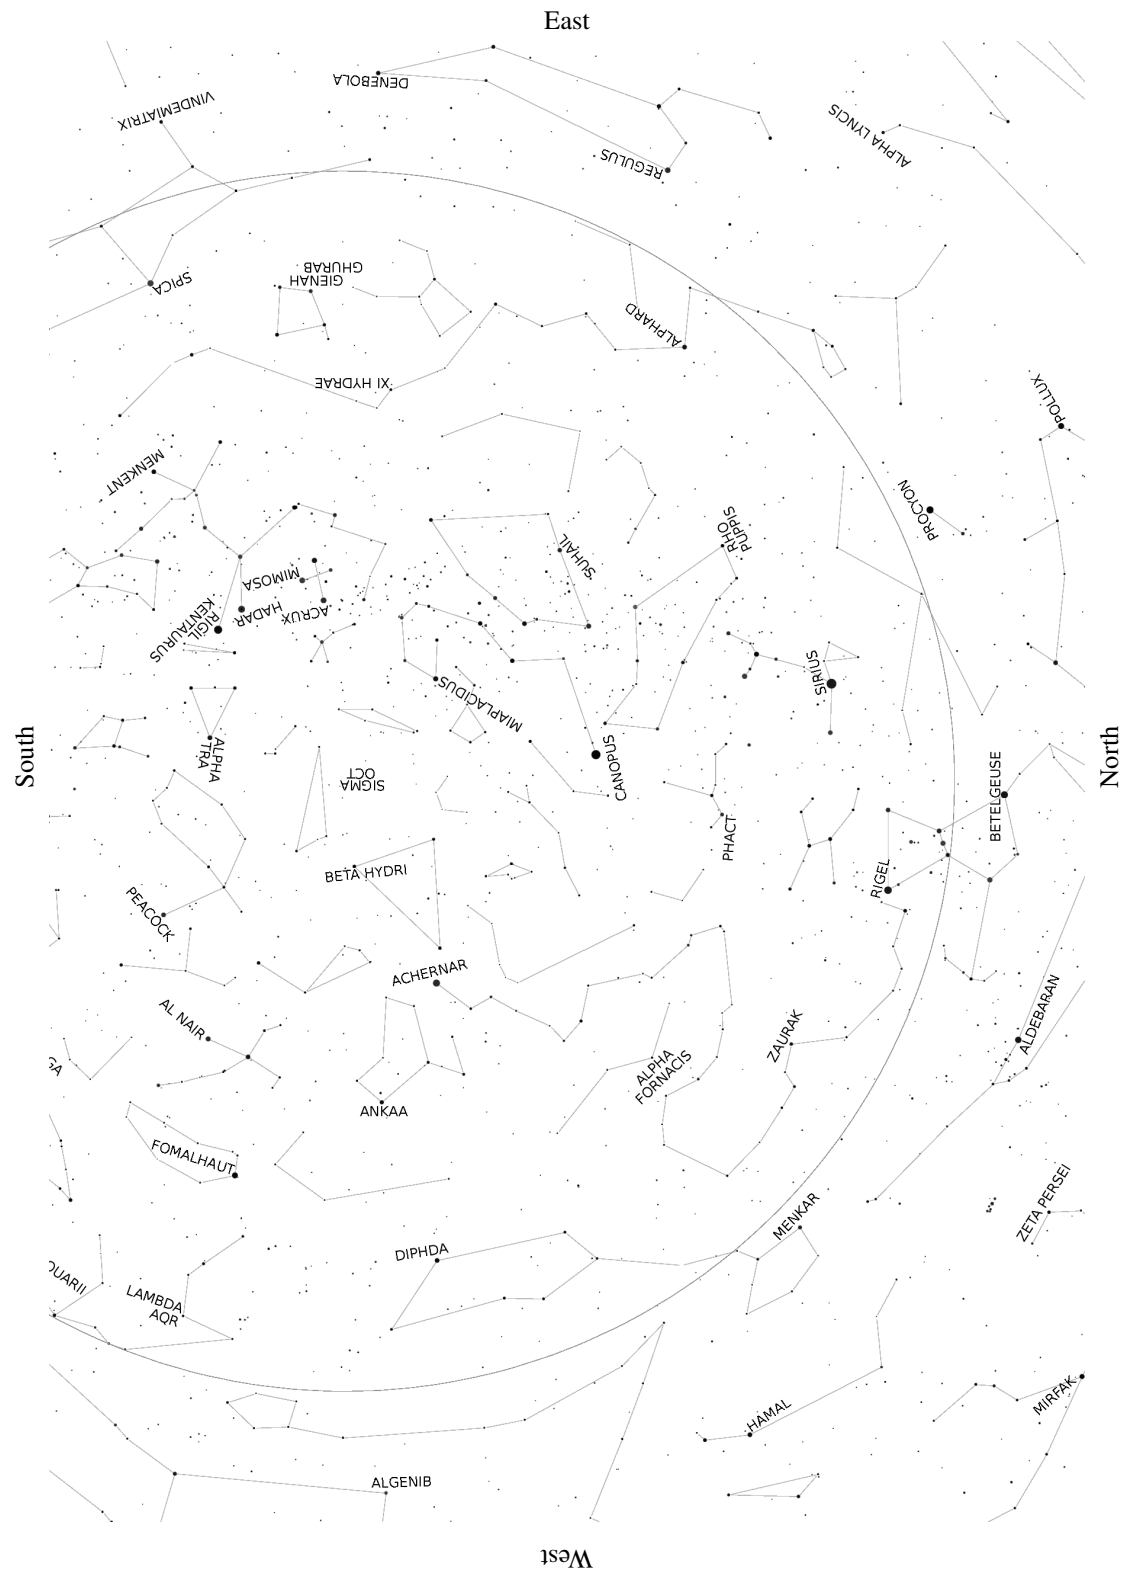 East
DENEBOLA
VINDEMIATRIX
ALPHA LYNCIS
REGULUS
SPICA
GIENAH
GHURAB
ALPHARD
XI HYDRAE
POLLUX
MENKENT
PROCYON
RHO
PUPPIS
SUHAIL
MIMOSA
HADAR
ACRUX
RIGIL
KENTAURUS
SIRIUS
MIAPLACIDUS
South
North
ALPHA
TRA
SIGMA
OCT
CANOPUS
BETELGEUSE
PHACT
BETA HYDRI
RIGEL
PEACOCK
ACHERNAR
AL NAIR
ZAURAK
ALDEBARAN
GA
ALPHA
FORNACIS
ANKAA
FOMALHAUT
ZETA PERSEI
MENKAR
DIPHDA
QUARII
LAMBDA
AQR
MIRFAK
HAMAL
ALGENIB
West